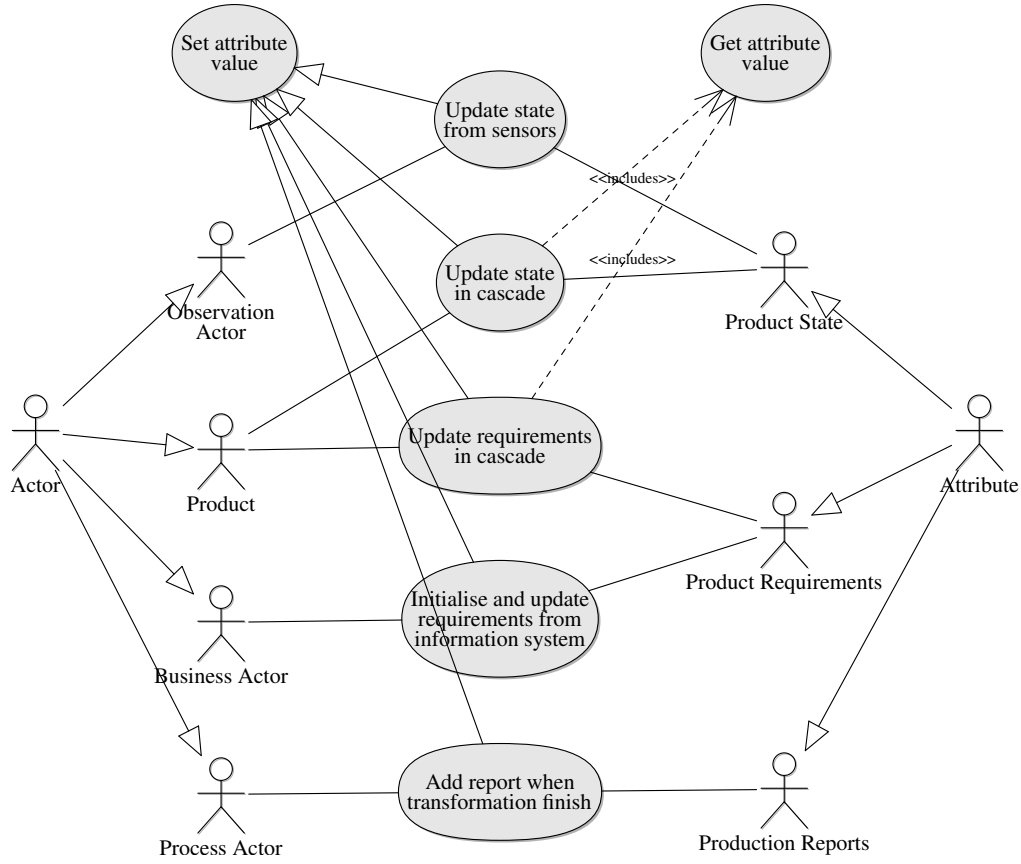 Set attribute
value
Get attribute
value
Update state
from sensors
<<includes>>
Update state
in cascade
<<includes>>
Observation
Actor
Product State
Actor
Product
Update requirements
in cascade
Attribute
Product Requirements
Initialise and update
requirements from
information system
Business Actor
Add report when
transformation finish
Process Actor
Production Reports